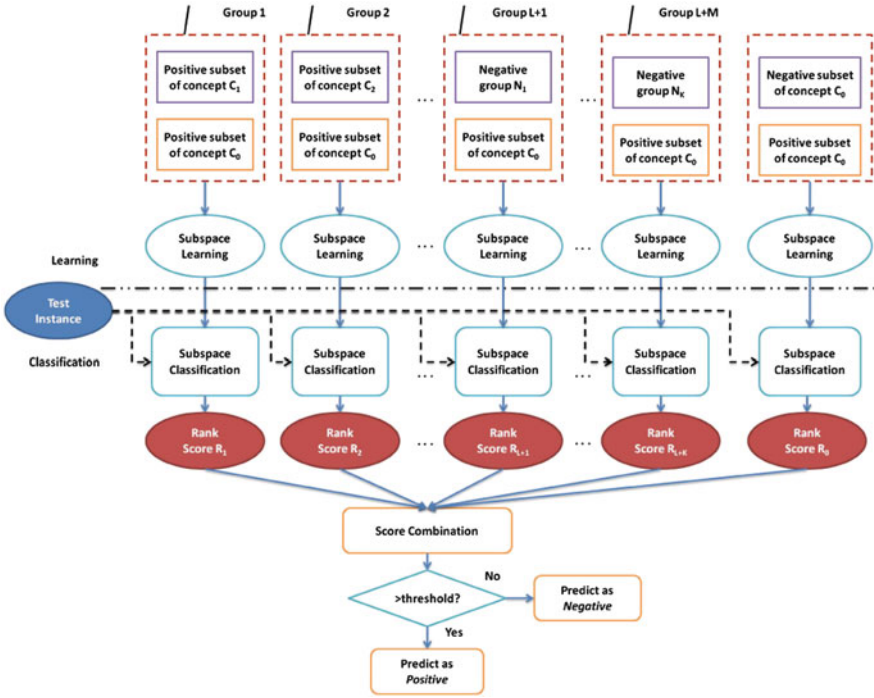 Group 1
Group 2
Group L+1
Group L+M
Positive subset
of concept C₁
Positive subset
of concept C₂
...
Negative
group N₁
...
Negative
group Nₖ
Negative subset
of concept C₀
Positive subset
of concept C₀
Positive subset
of concept C₀
Positive subset
of concept C₀
Positive subset
of concept C₀
Positive subset
of concept C₀
Subspace
Learning
Subspace
Learning
...
Subspace
Learning
...
Subspace
Learning
Subspace
Learning
Learning
Test
Instance
Classification
Subspace
Classification
Subspace
Classification
...
Subspace
Classification
...
Subspace
Classification
Subspace
Classification
Rank
Score R₁
Rank
Score R₂
...
Rank
Score R_L+1
...
Rank
Score R_L+K
Rank
Score R₀
Score Combination
>threshold?
No
Predict as
Negative
Yes
Predict as
Positive